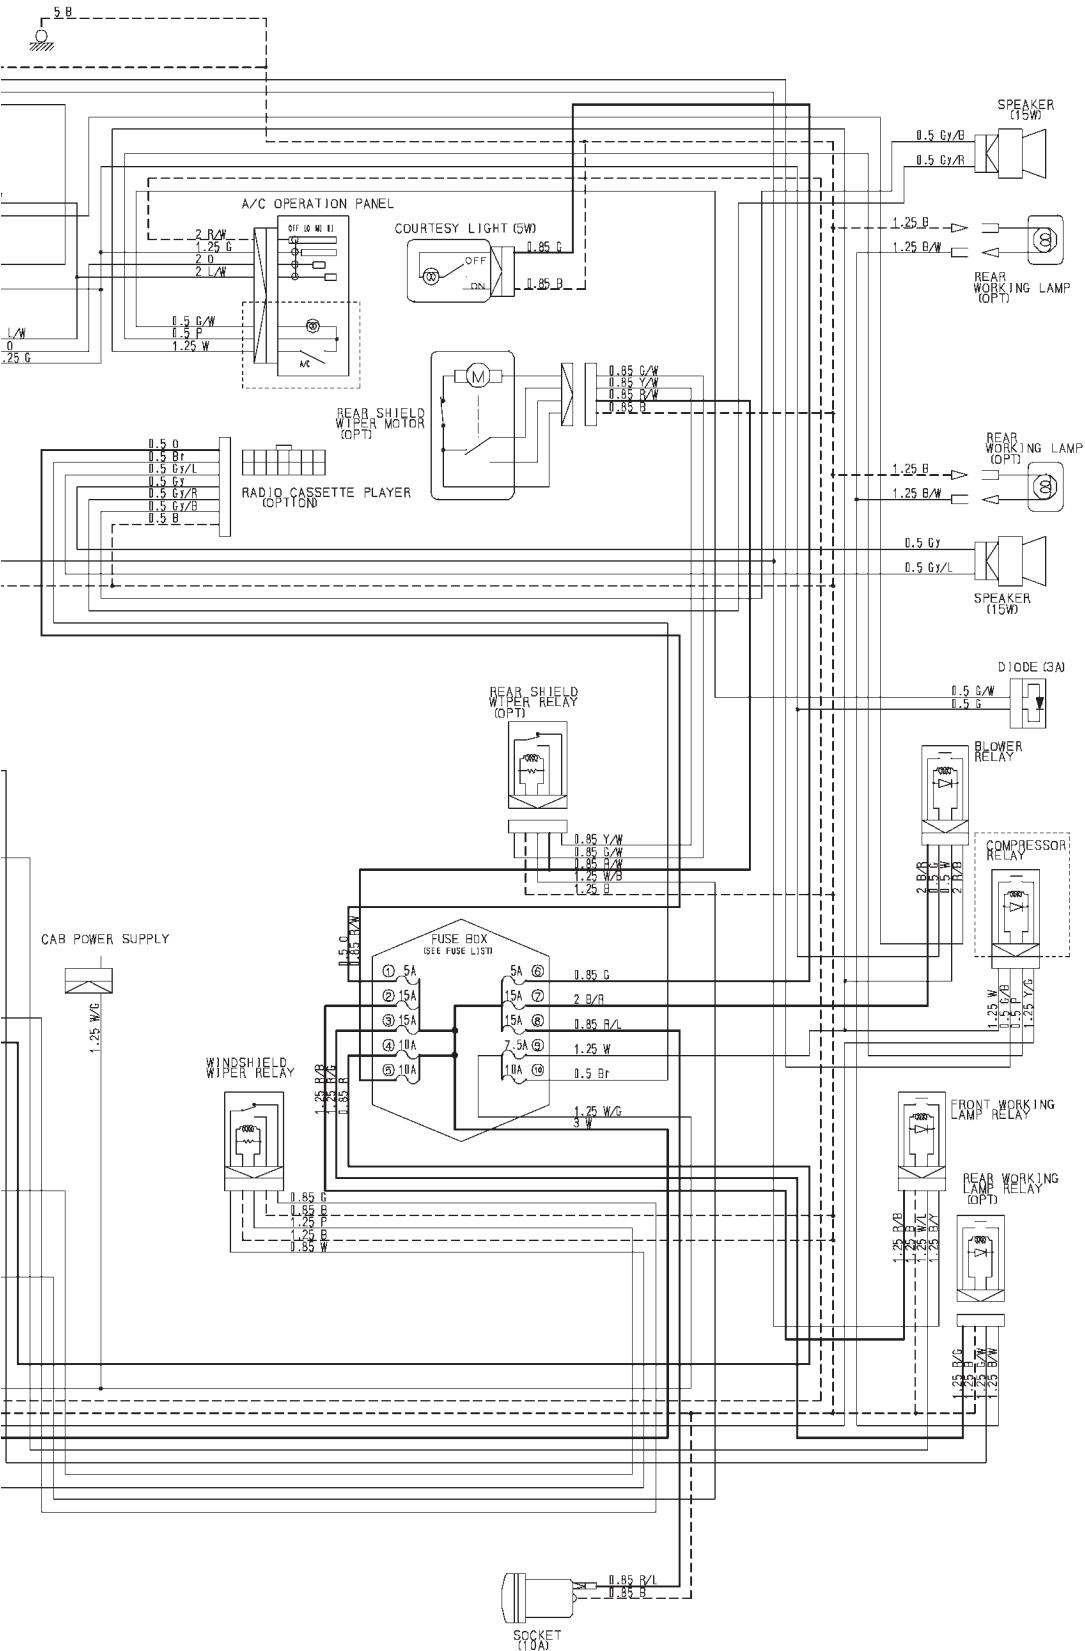 5 B
SPEAKER
(15W)
0.5 Gy/B
0.5 Gy/R
A/C OPERATION PANEL
OFF LO MI HI
2 R/W
1.25 G
2 O
2 L/W
0.5 G/W
0.5 P
1.25 W
A/C
COURTESY LIGHT (5W)
OFF
ON
0.85 G
0.85 B
1.25 B
1.25 B/W
REAR
WORKING LAMP
(OPT)
L/W
O
.25 G
REAR SHIELD
WIPER MOTOR
(OPT)
M
0.85 G/W
0.85 Y/W
0.85 R/W
0.85 B
REAR
WORKING LAMP
(OPT)
1.25 B
1.25 B/W
0.5 O
0.5 Br
0.5 Gy/L
0.5 Gy
0.5 Gy/R
0.5 Gy/B
0.5 B
RADIO CASSETTE PLAYER
(OPTION)
0.5 Gy
0.5 Gy/L
SPEAKER
(15W)
DIODE (3A)
0.5 G/W
0.5 G
REAR SHIELD
WIPER RELAY
(OPT)
0.85 Y/W
0.85 G/W
0.85 R/W
1.25 W/B
1.25 B
BLOWER
RELAY
2 B/R
0.5 G
0.5 W
2 R/B
COMPRESSOR
RELAY
1.25 W
0.5 G/B
0.5 P
1.25 Y/G
CAB POWER SUPPLY
1.25 W/G
0.5 O
0.85 R/W
FUSE BOX
(SEE FUSE LIST)
① 5A
② 15A
③ 15A
④ 10A
⑤ 10A
5A ⑥
15A ⑦
15A ⑧
7.5A ⑨
10A ⑩
0.85 G
2 B/R
0.85 R/L
1.25 W
0.5 Br
1.25 W/G
3 W
1.25 R/B
1.25 R/G
0.85 R
WINDSHIELD
WIPER RELAY
0.85 G
0.85 B
1.25 P
1.25 B
0.85 W
FRONT WORKING
LAMP RELAY
1.25 R/B
1.25 B
1.25 W/L
1.25 B/Y
REAR WORKING
LAMP RELAY
(OPT)
1.25 R/G
1.25 B
1.25 G/W
1.25 B/W
0.85 R/L
0.85 B
SOCKET
(10A)